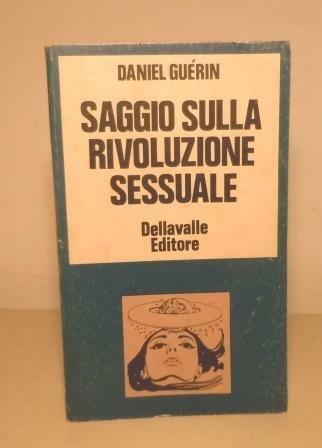 DANIEL GUÉRIN
SAGGIO SULLA
RIVOLUZIONE
SESSUALE
Dellavalle
Editore